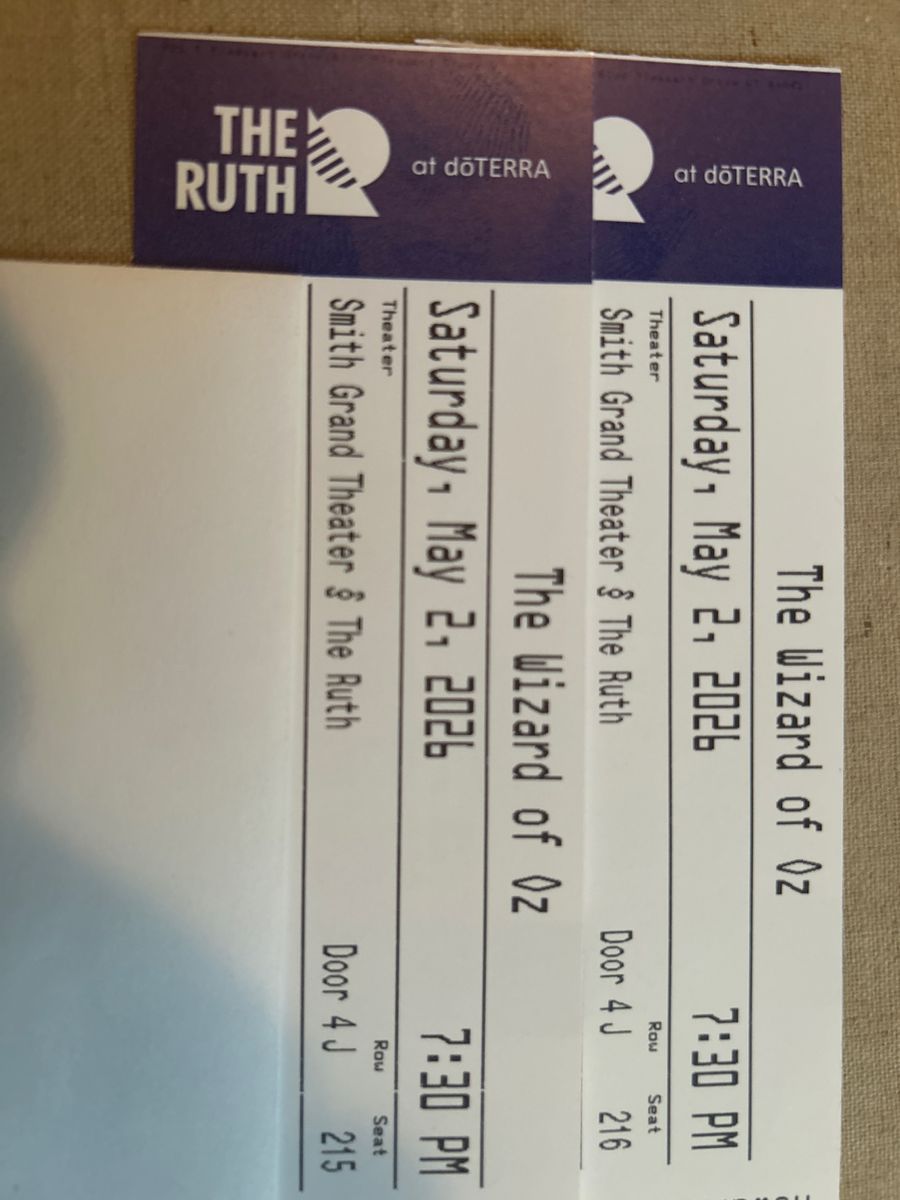 THE
RUTH
at dōTERRA
The Wizard of Oz
Saturday, May 2, 2026 7:30 PM
Theater Row Seat
Smith Grand Theater @ The Ruth Door 4 J 215
at dōTERRA
The Wizard of Oz
Saturday, May 2, 2026 7:30 PM
Theater Row Seat
Smith Grand Theater @ The Ruth Door 4 J 216